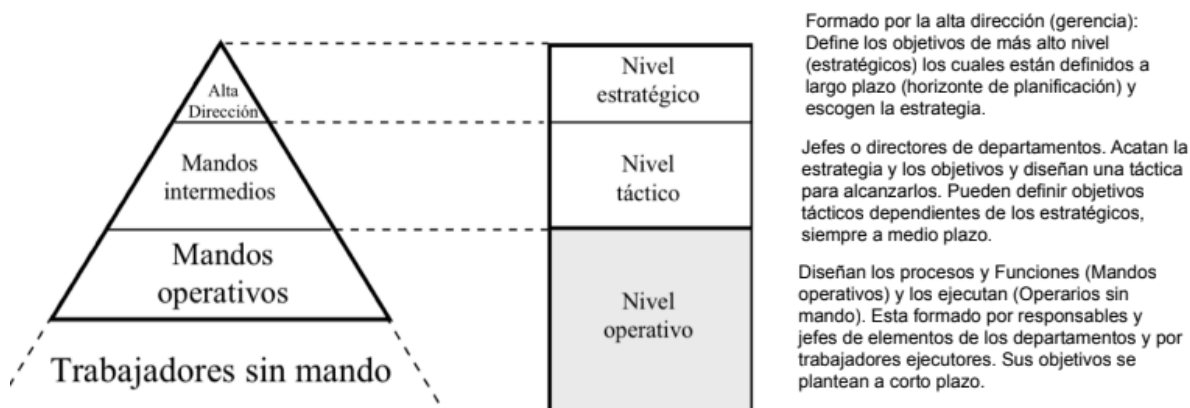 Alta
Dirección
Mandos
intermedios
Mandos
operativos
Trabajadores sin mando
Nivel
estratégico
Nivel
táctico
Nivel
operativo
Formado por la alta dirección (gerencia):
Define los objetivos de más alto nivel
(estratégicos) los cuales están definidos a
largo plazo (horizonte de planificación) y
escogen la estrategia.
Jefes o directores de departamentos. Acatan la
estrategia y los objetivos y diseñan una táctica
para alcanzarlos. Pueden definir objetivos
tácticos dependientes de los estratégicos,
siempre a medio plazo.
Diseñan los procesos y Funciones (Mandos
operativos) y los ejecutan (Operarios sin
mando). Esta formado por responsables y
jefes de elementos de los departamentos y por
trabajadores ejecutores. Sus objetivos se
plantean a corto plazo.